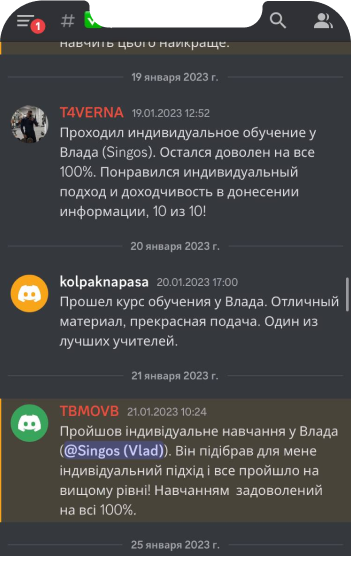 1
#
навчить цього найкраще.
19 января 2023 г.
T4VERNA 19.01.2023 12:52
Проходил индивидуальное обучение у
Влада (Singos). Остался доволен на все
100%. Понравился индивидуальный
подход и доходчивость в донесении
информации, 10 из 10!
20 января 2023 г.
kolpaknapasa 20.01.2023 17:00
Прошел курс обучения у Влада. Отличный
материал, прекрасная подача. Один из
лучших учителей.
21 января 2023 г.
TBMOVB 21.01.2023 10:24
Пройшов індивідуальне навчання у Влада
(@Singos (Vlad)). Він підібрав для мене
індивідуальний підхід і все пройшло на
вищому рівні! Навчанням задоволений
на всі 100%.
25 января 2023 г.